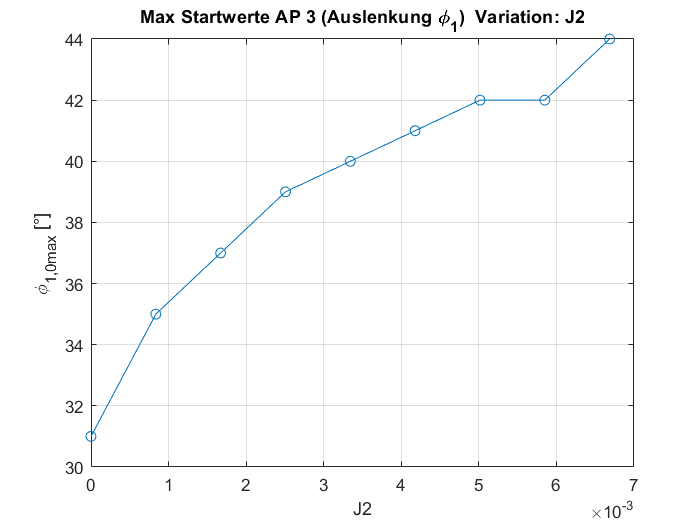 Max Startwerte AP 3 (Auslenkung ϕ₁) Variation: J2
44
42
40
38
36
34
32
30
ϕ1,0max [°]
0 1 2 3 4 5 6 7
J2
×10⁻³